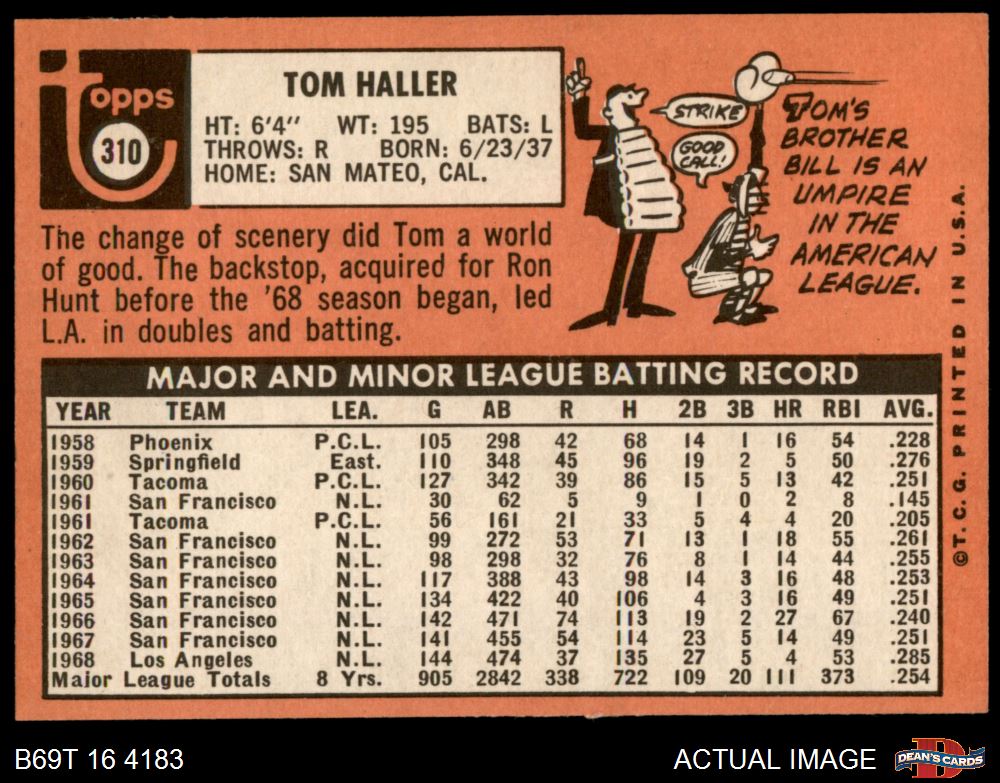 Topps
310
TOM HALLER
HT: 6'4" WT: 195 BATS: L
THROWS: R BORN: 6/23/37
HOME: SAN MATEO, CAL.
STRIKE
GOOD
CALL!
TOM'S
BROTHER
BILL IS AN
UMPIRE
IN THE
AMERICAN
LEAGUE.
The change of scenery did Tom a world
of good. The backstop, acquired for Ron
Hunt before the '68 season began, led
L.A. in doubles and batting.
MAJOR AND MINOR LEAGUE BATTING RECORD
YEAR TEAM LEA. G AB R H 2B 3B HR RBI AVG.
1958 Phoenix P.C.L. 105 298 42 68 14 1 16 54 .228
1959 Springfield East. 110 348 45 96 19 2 5 50 .276
1960 Tacoma P.C.L. 127 342 39 86 15 5 13 42 .251
1961 San Francisco N.L. 30 62 5 9 1 0 2 8 .145
1961 Tacoma P.C.L. 56 161 21 33 5 4 4 20 .205
1962 San Francisco N.L. 99 272 53 71 13 1 18 55 .261
1963 San Francisco N.L. 98 298 32 76 8 1 14 44 .255
1964 San Francisco N.L. 117 388 43 98 14 3 16 48 .253
1965 San Francisco N.L. 134 422 40 106 4 3 16 49 .251
1966 San Francisco N.L. 142 471 74 113 19 2 27 67 .240
1967 San Francisco N.L. 141 455 54 114 23 5 14 49 .251
1968 Los Angeles N.L. 144 474 37 135 27 5 4 53 .285
Major League Totals 8 Yrs. 905 2842 338 722 109 20 111 373 .254
©T.C.G. PRINTED IN U.S.A.
B69T 16 4183
ACTUAL IMAGE
D
DEAN'S CARDS